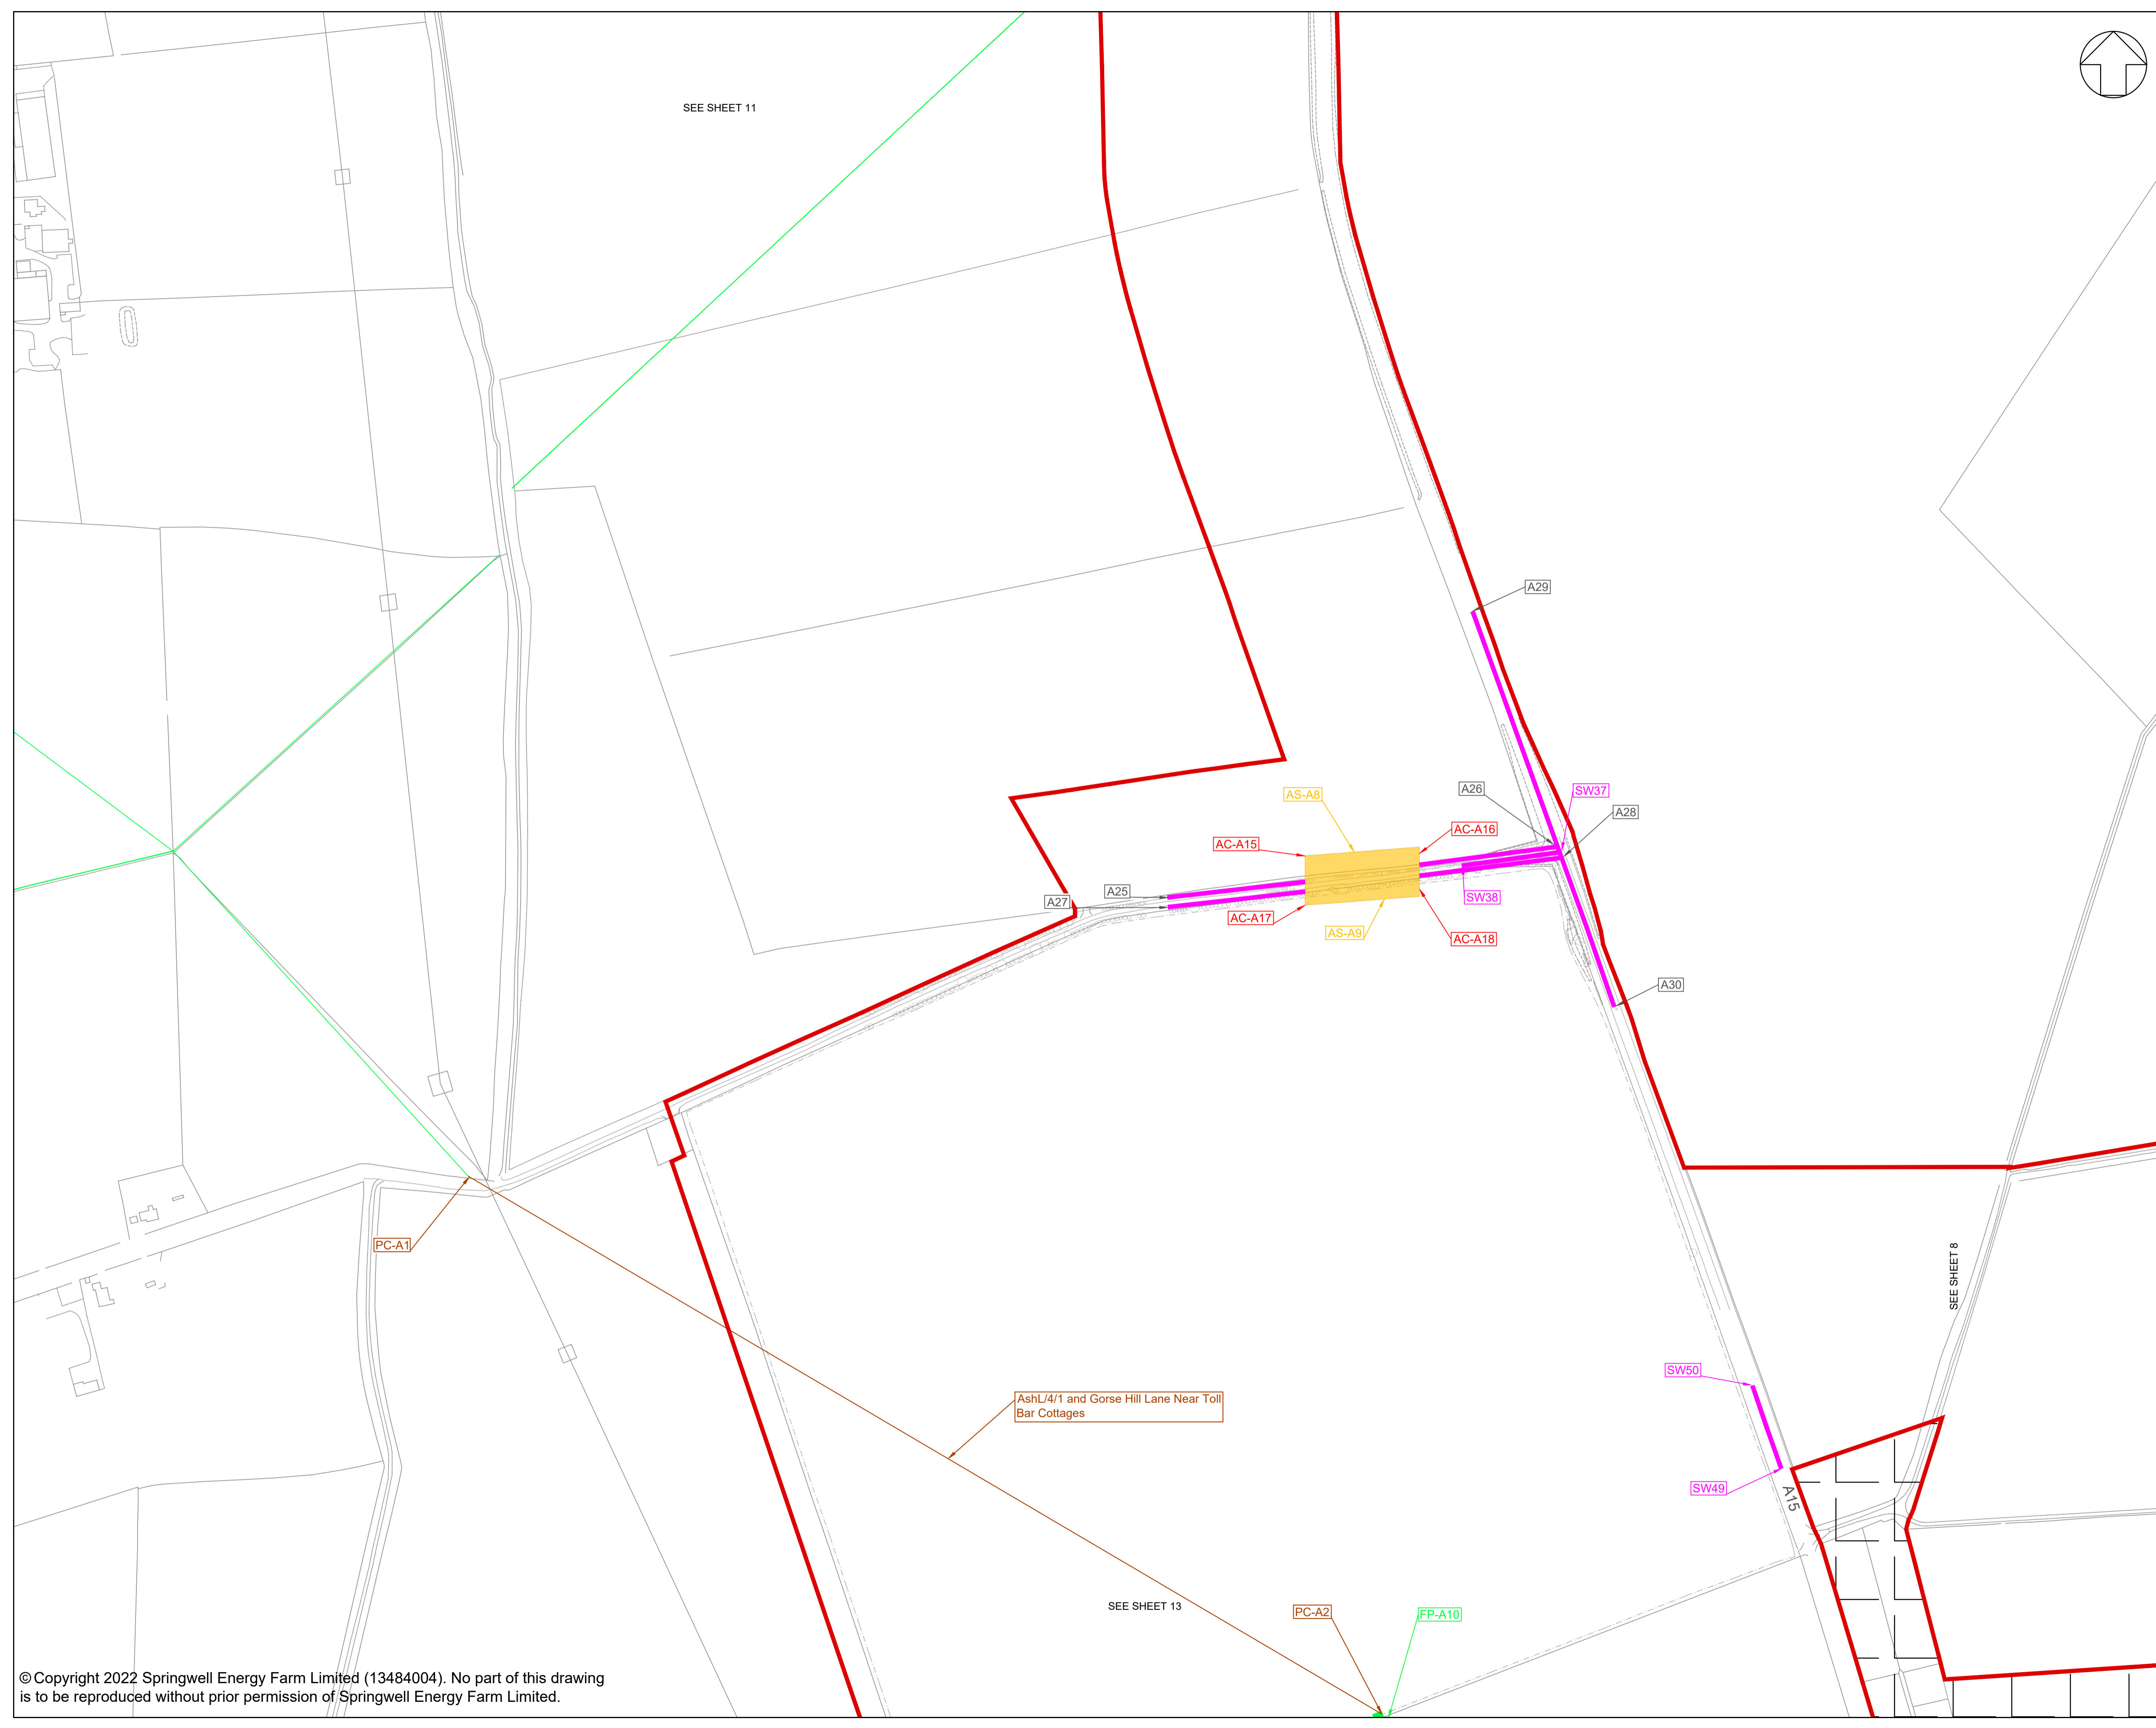 SEE SHEET 11
A29
A26
SW37
AS-A8
A28
AC-A16
AC-A15
A25
SW38
A27
AC-A17
AS-A9
AC-A18
A30
PC-A1
SEE SHEET 8
SW50
AshL/4/1 and Gorse Hill Lane Near Toll
Bar Cottages
SW49
A15
SEE SHEET 13
PC-A2
FP-A10
© Copyright 2022 Springwell Energy Farm Limited (13484004). No part of this drawing
is to be reproduced without prior permission of Springwell Energy Farm Limited.